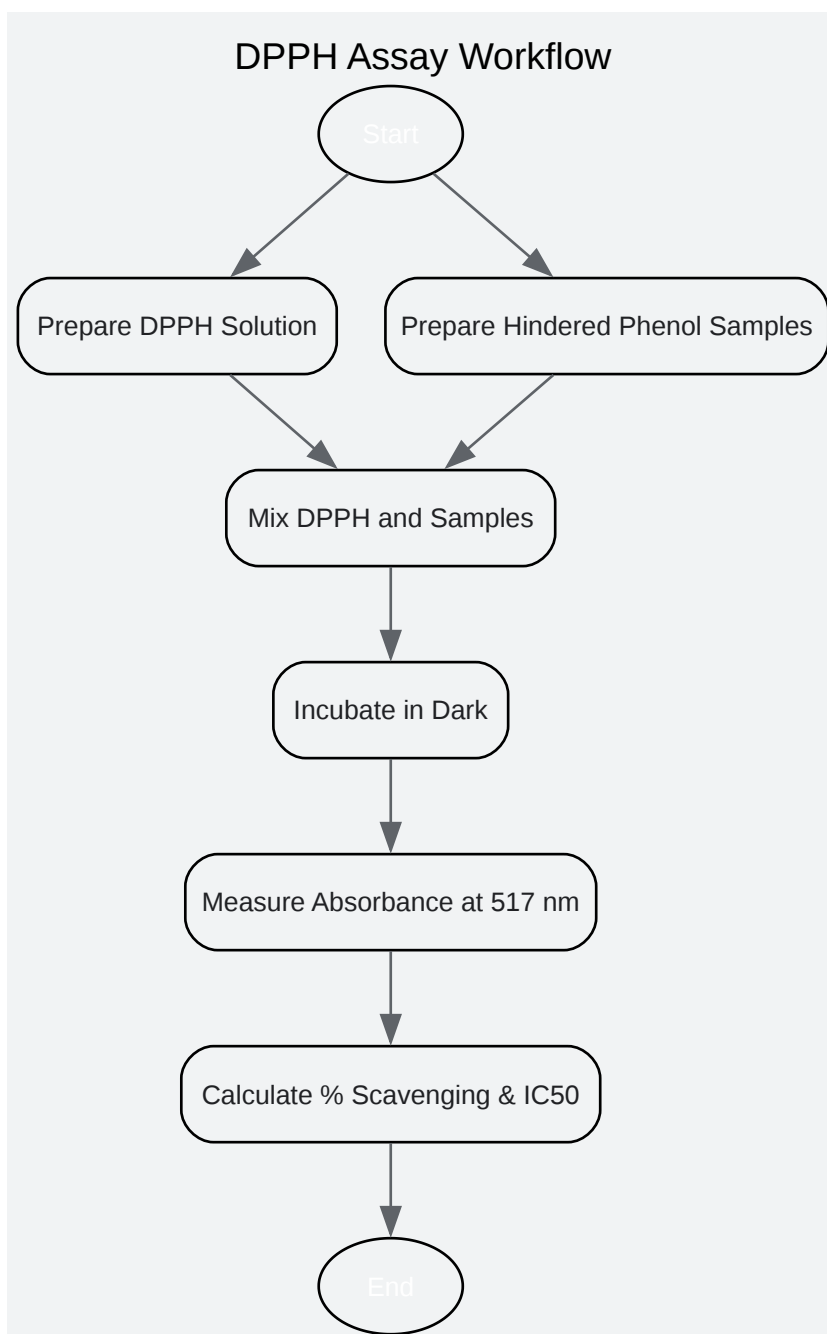 DPPH Assay Workflow
Start
Prepare DPPH Solution
Prepare Hindered Phenol Samples
Mix DPPH and Samples
Incubate in Dark
Measure Absorbance at 517 nm
Calculate % Scavenging & IC50
End